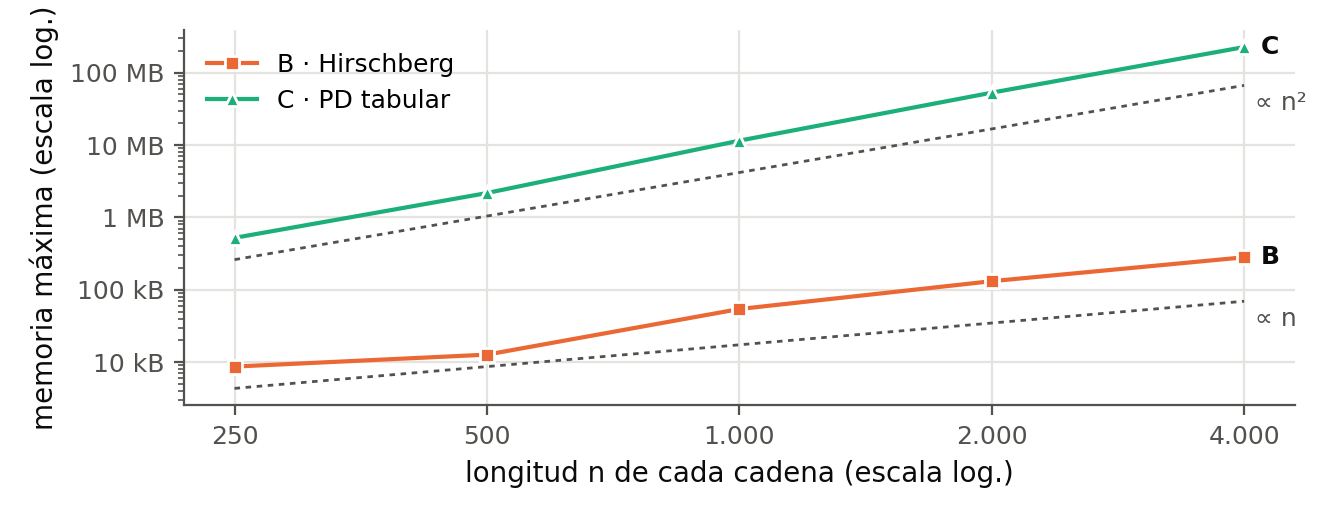 memoria máxima (escala log.)
100 MB
10 MB
1 MB
100 kB
10 kB
B · Hirschberg
C · PD tabular
C
∝ n²
B
∝ n
250
500
1.000
2.000
4.000
longitud n de cada cadena (escala log.)